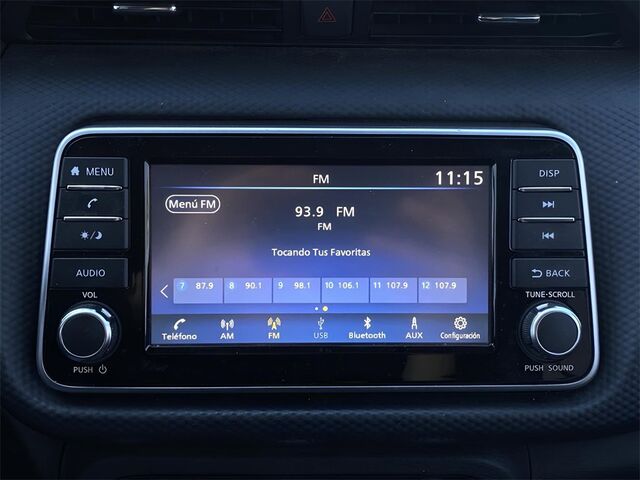 MENU
AUDIO
VOL
PUSH
FM
11:15
Menú FM
93.9 FM
FM
Tocando Tus Favoritas
7 87.9 8 90.1 9 98.1 10 106.1 11 107.9 12 107.9
Teléfono AM FM USB Bluetooth AUX Configuración
DISP
BACK
TUNE·SCROLL
PUSH SOUND